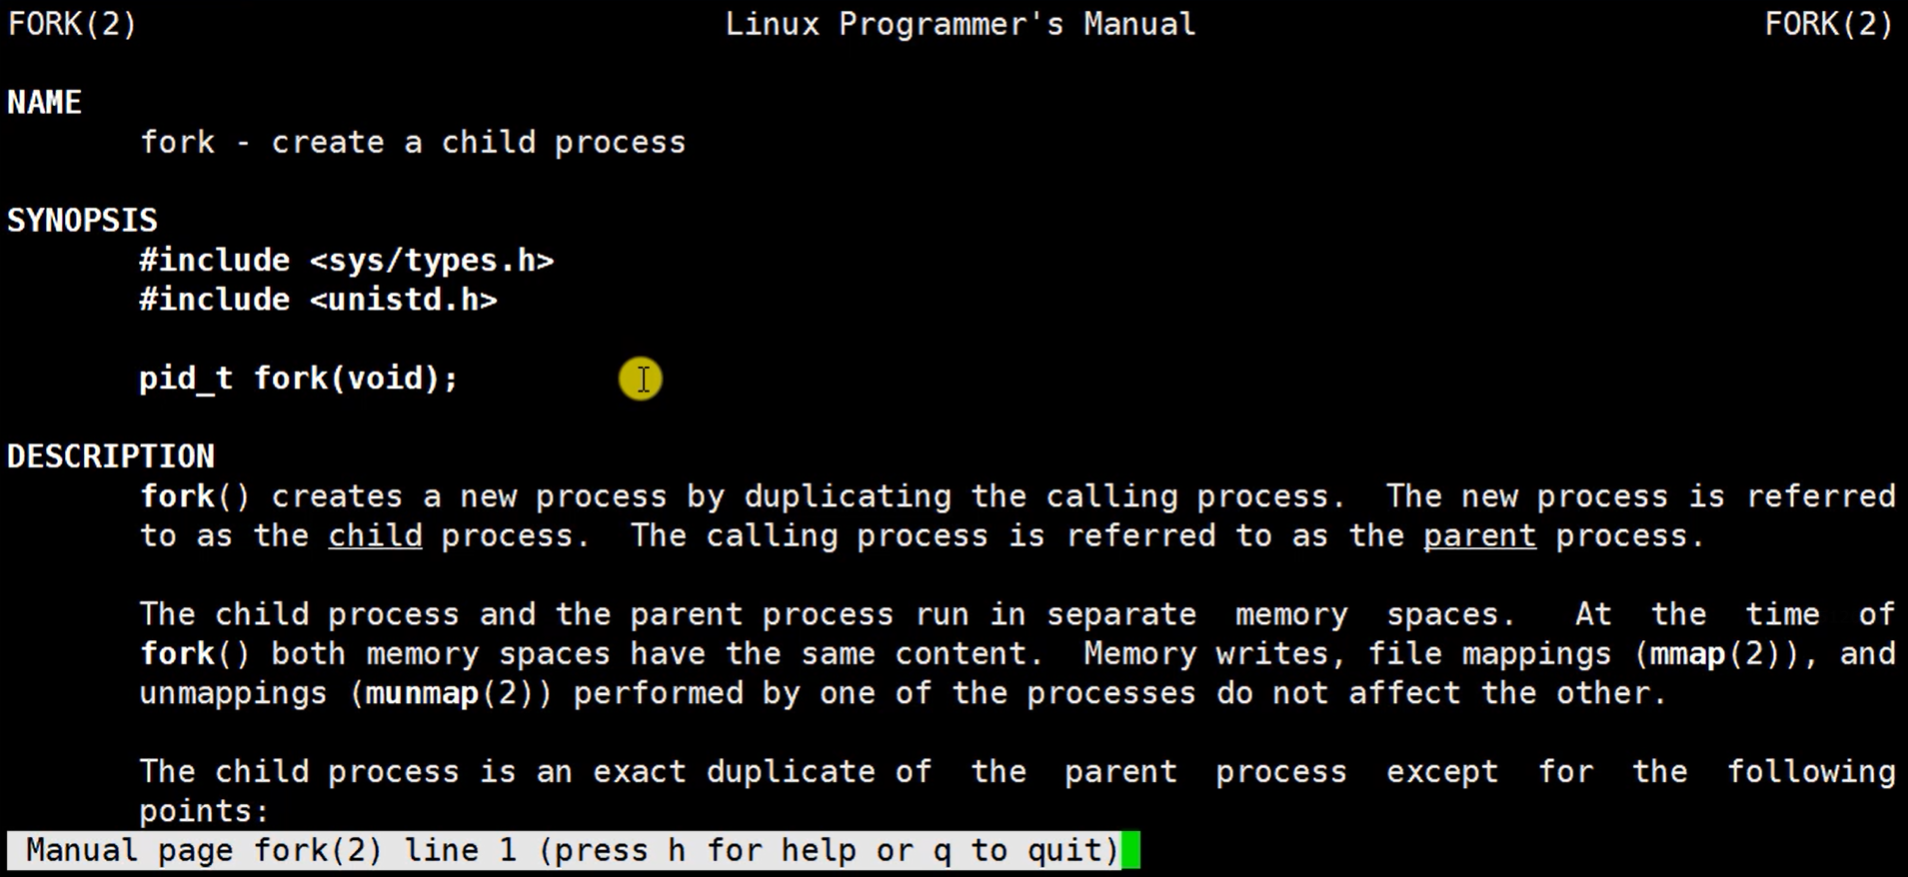 FORK(2) Linux Programmer's Manual FORK(2)
NAME
fork - create a child process
SYNOPSIS
#include <sys/types.h>
#include <unistd.h>
pid_t fork(void);
DESCRIPTION
fork() creates a new process by duplicating the calling process. The new process is referred
to as the child process. The calling process is referred to as the parent process.
The child process and the parent process run in separate memory spaces. At the time of
fork() both memory spaces have the same content. Memory writes, file mappings (mmap(2)), and
unmappings (munmap(2)) performed by one of the processes do not affect the other.
The child process is an exact duplicate of the parent process except for the following
points:
Manual page fork(2) line 1 (press h for help or q to quit)